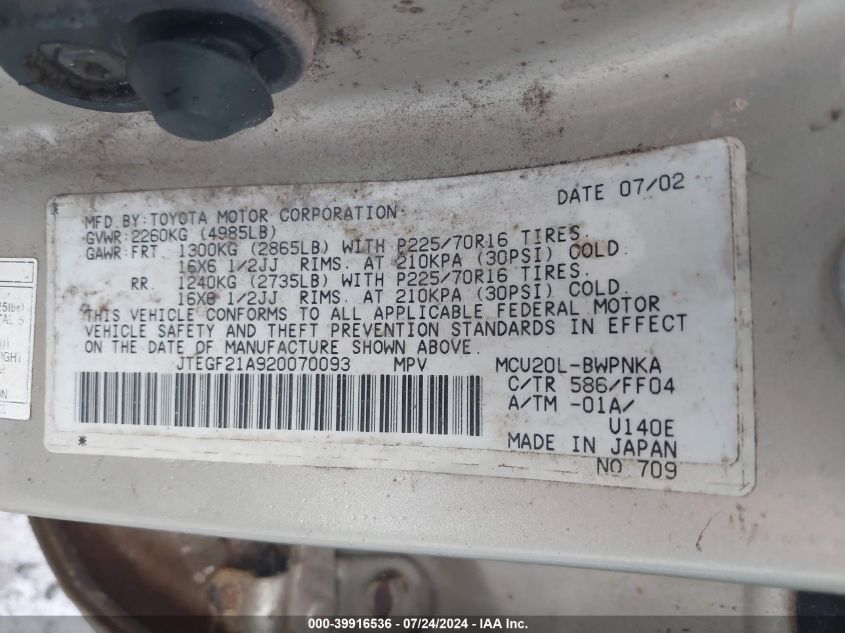 DATE 07/02
MFD.BY:TOYOTA MOTOR CORPORATION
GVWR:2260KG (4985LB)
GAWR:FRT. 1300KG (2865LB) WITH P225/70R16 TIRES.
16X6 1/2JJ RIMS. AT 210KPA (30PSI) COLD.
RR. 1240KG (2735LB) WITH P225/70R16 TIRES.
16X6 1/2JJ RIMS. AT 210KPA (30PSI) COLD.
THIS VEHICLE CONFORMS TO ALL APPLICABLE FEDERAL MOTOR
VEHICLE SAFETY AND THEFT PREVENTION STANDARDS IN EFFECT
ON THE DATE OF MANUFACTURE SHOWN ABOVE.
JTEGF21A920070093 MPV MCU20L-BWPNKA
C/TR 586/FF04
A/TM -01A/
U140E
MADE IN JAPAN
NO 709
000-39916536 - 07/24/2024 - IAA Inc.